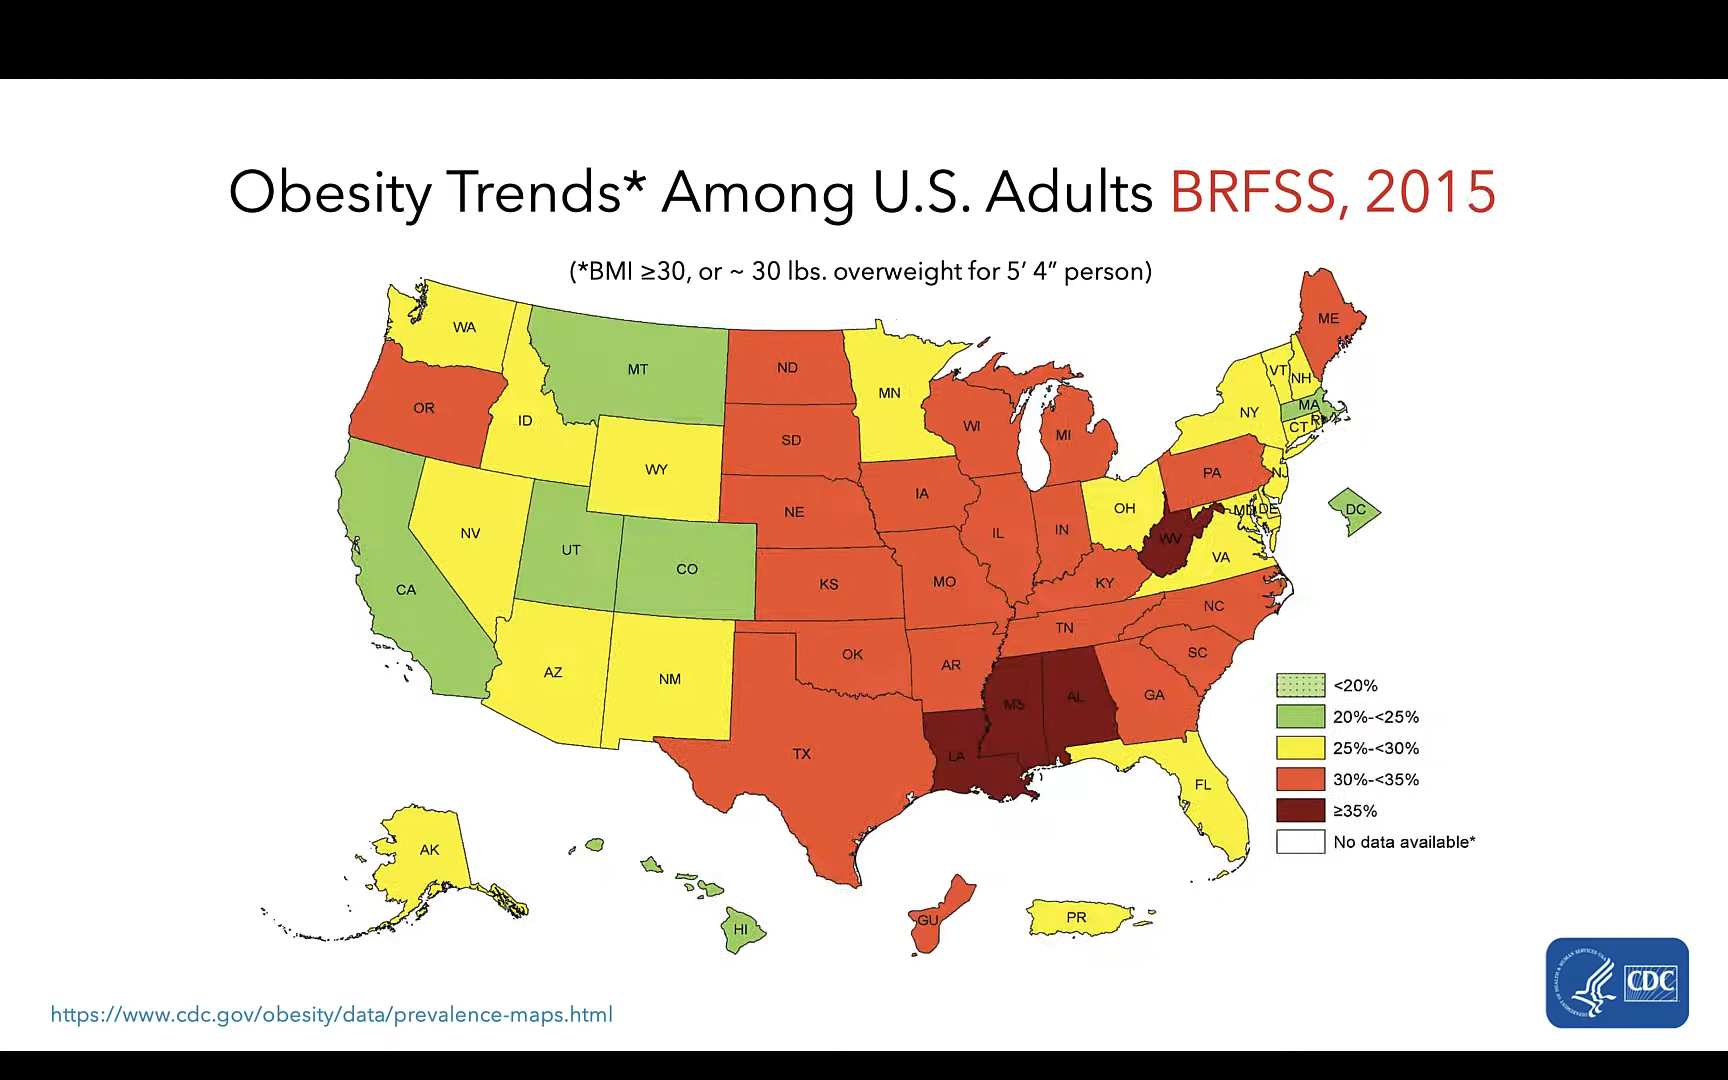 Obesity Trends* Among U.S. Adults BRFSS, 2015
(*BMI ≥30, or ~ 30 lbs. overweight for 5’ 4” person)
WA
MT
ND
MN
ME
OR
ID
SD
WI
MI
NY
VT
NH
MA
CT
RI
WY
IA
PA
NJ
NV
NE
IL
IN
OH
MD
DE
DC
UT
CO
WV
VA
CA
KS
MO
KY
NC
TN
AZ
NM
OK
AR
SC
MS
AL
GA
TX
LA
FL
AK
HI
GU
PR
<20%
20%-<25%
25%-<30%
30%-<35%
≥35%
No data available*
https://www.cdc.gov/obesity/data/prevalence-maps.html
CDC